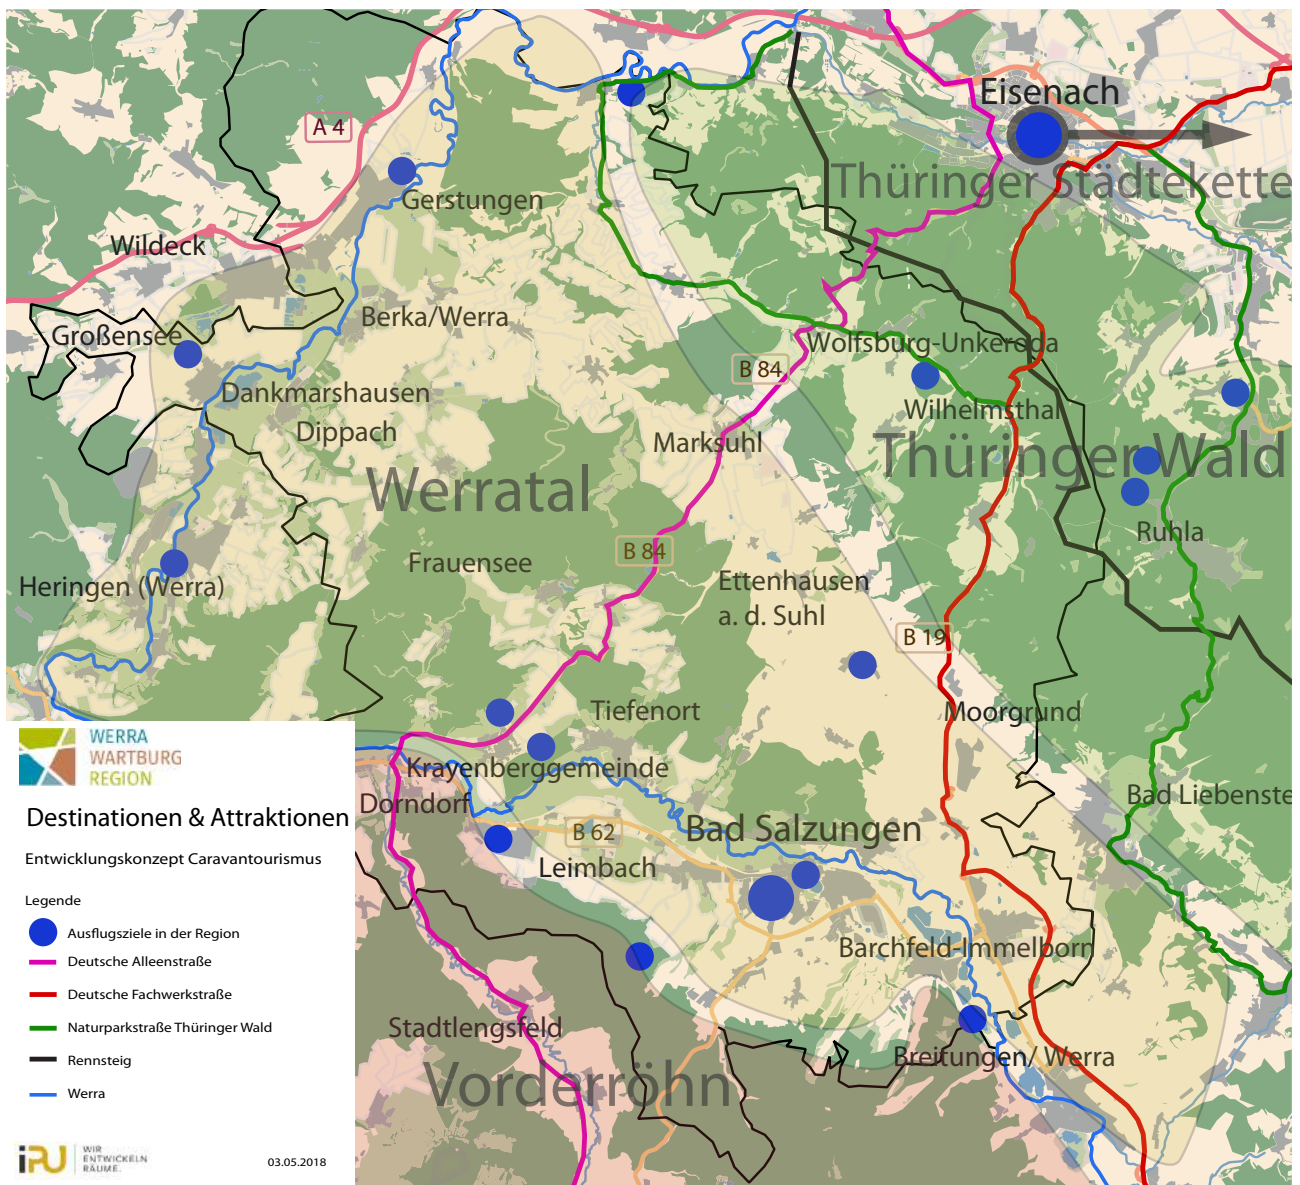 Eisenach
A 4
Thüringer Städtekette
Gerstungen
Wildeck
Berka/Werra
Großensee
Wolfsburg-Unkeroda
B 84
Dankmarshausen
Wilhelmsthal
Dippach
Marksuhl
Thüringer Wald
Werratal
Ruhla
B 84
Frauensee
Ettenhausen
a. d. Suhl
Heringen (Werra)
B 19
Tiefenort
Moorgrund
WERRA
WARTBURG
REGION
Krayenberggemeinde
Bad Liebenste
Dorndorf
Destinationen & Attraktionen
B 62
Bad Salzungen
Entwicklungskonzept Caravantourismus
Leimbach
Legende
Ausflugsziele in der Region
Barchfeld-Immelborn
Deutsche Alleenstraße
Deutsche Fachwerkstraße
Naturparkstraße Thüringer Wald
Stadtlengsfeld
Rennsteig
Breitungen/ Werra
Vorderröhn
Werra
iPU
WIR
ENTWICKELN
RÄUME.
03.05.2018